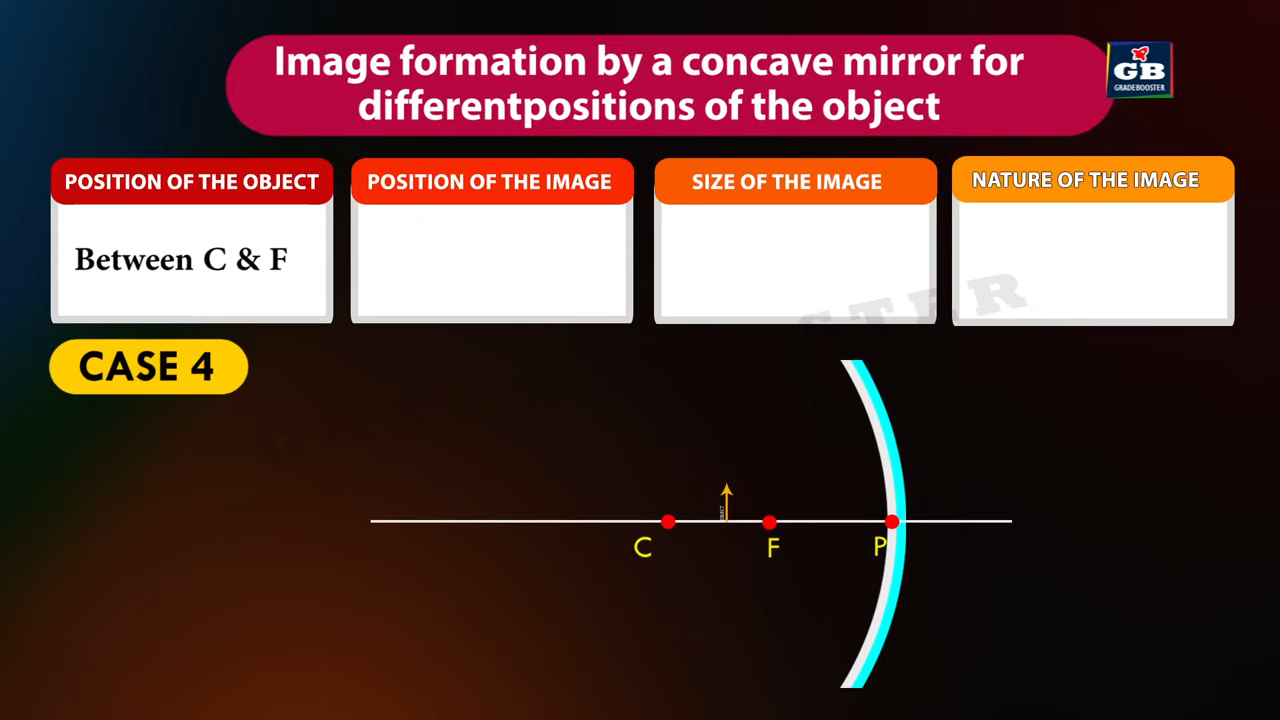 Image formation by a concave mirror for
differentpositions of the object
GB
GRADEBOOSTER
POSITION OF THE OBJECT
POSITION OF THE IMAGE
SIZE OF THE IMAGE
NATURE OF THE IMAGE
Between C & F
CASE 4
OBJECT
C
F
P